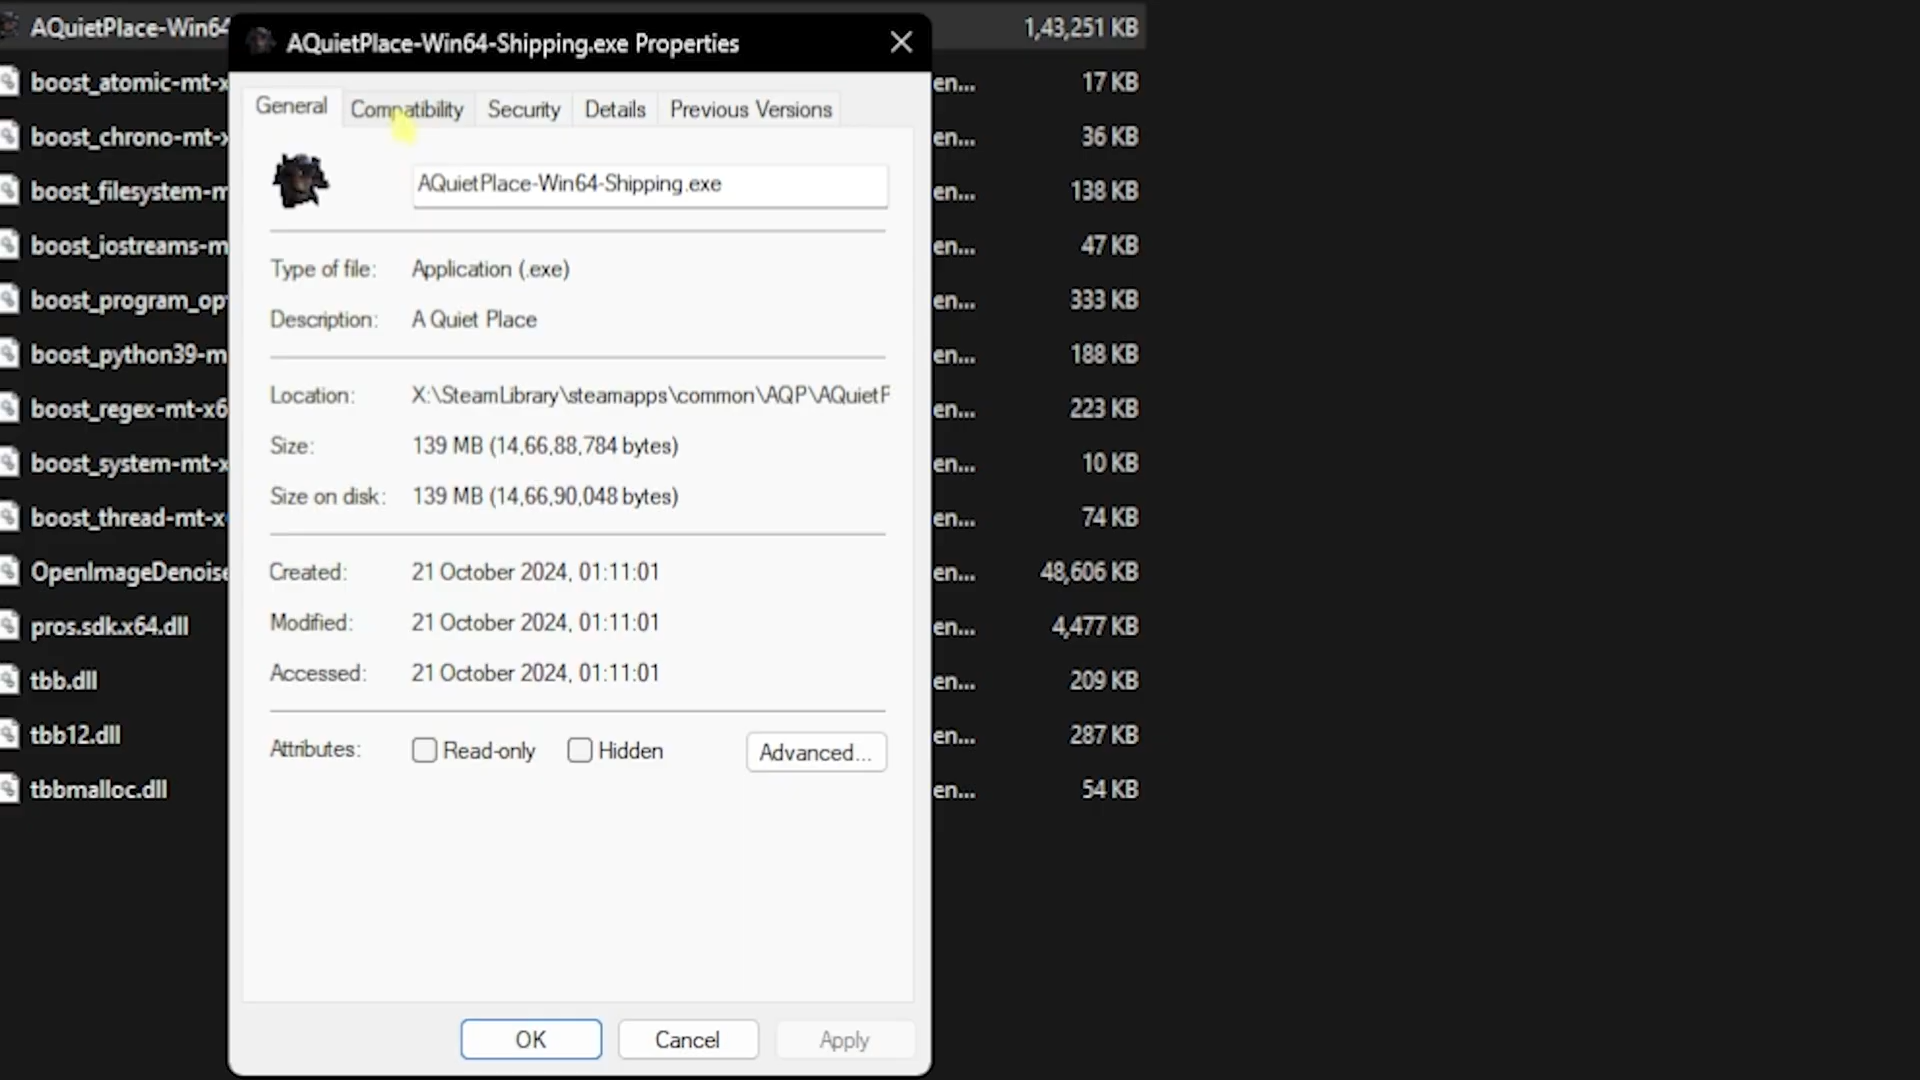 AQuietPlace-Win64
1,43,251 KB
AQuietPlace-Win64-Shipping.exe Properties
General Compatibility Security Details Previous Versions
AQuietPlace-Win64-Shipping.exe
Type of file: Application (.exe)
Description: A Quiet Place
Location: X:\SteamLibrary\steamapps\common\AQP\AQuietP
Size: 139 MB (14,66,88,784 bytes)
Size on disk: 139 MB (14,66,90,048 bytes)
Created: 21 October 2024, 01:11:01
Modified: 21 October 2024, 01:11:01
Accessed: 21 October 2024, 01:11:01
Attributes: Read-only Hidden Advanced...
OK Cancel Apply
boost_atomic-mt-x en... 17 KB
boost_chrono-mt-x en... 36 KB
boost_filesystem-m en... 138 KB
boost_iostreams-m en... 47 KB
boost_program_op en... 333 KB
boost_python39-m en... 188 KB
boost_regex-mt-x6 en... 223 KB
boost_system-mt-x en... 10 KB
boost_thread-mt-x en... 74 KB
OpenImageDenoise en... 48,606 KB
pros.sdk.x64.dll en... 4,477 KB
tbb.dll en... 209 KB
tbb12.dll en... 287 KB
tbbmalloc.dll en... 54 KB